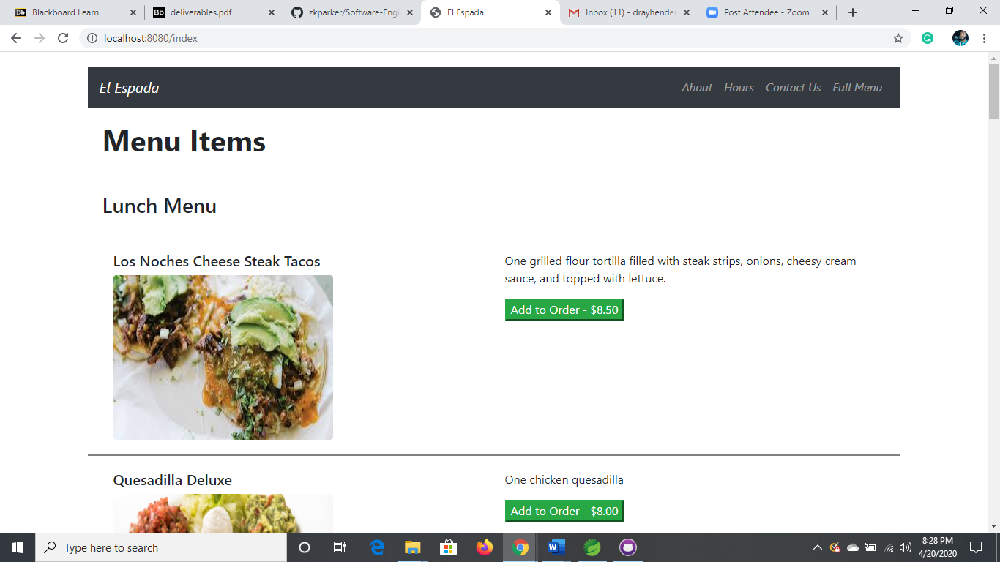 Blackboard Learn
deliverables.pdf
zkparker/Software-Engi
El Espada
Inbox (11) - drayhender
Post Attendee - Zoom
localhost:8080/index
El Espada
About
Hours
Contact Us
Full Menu
Menu Items
Lunch Menu
Los Noches Cheese Steak Tacos
One grilled flour tortilla filled with steak strips, onions, cheesy cream
sauce, and topped with lettuce.
Add to Order - $8.50
Quesadilla Deluxe
One chicken quesadilla
Add to Order - $8.00
Type here to search
8:28 PM
4/20/2020